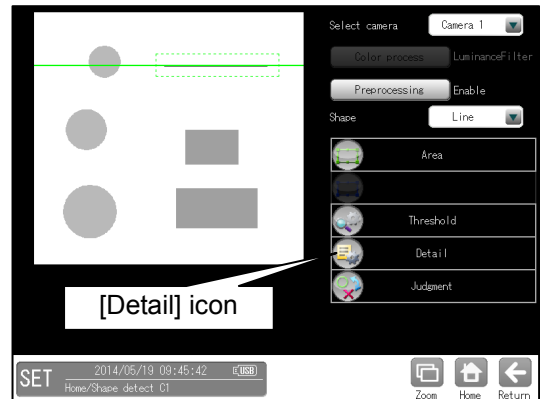 Select camera Camera 1
Color process LuminanceFilter
Preprocessing Enable
Shape Line
Area
Threshold
Detail
Judgment
[Detail] icon
SET 2014/05/19 09:45:42 USB
Home/Shape detect C1
Zoom Home Return